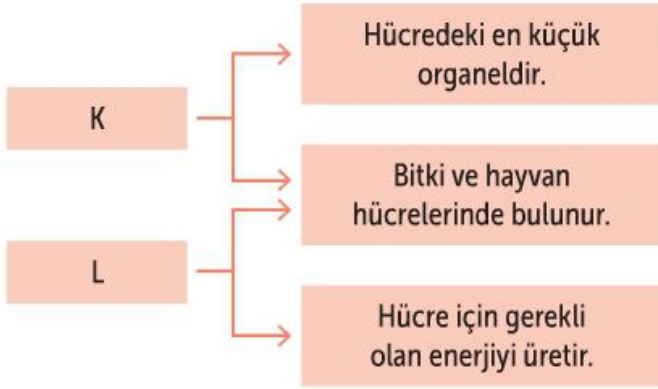 Hücredeki en küçük
organeldir.
K
Bitki ve hayvan
hücrelerinde bulunur.
L
Hücre için gerekli
olan enerjiyi üretir.